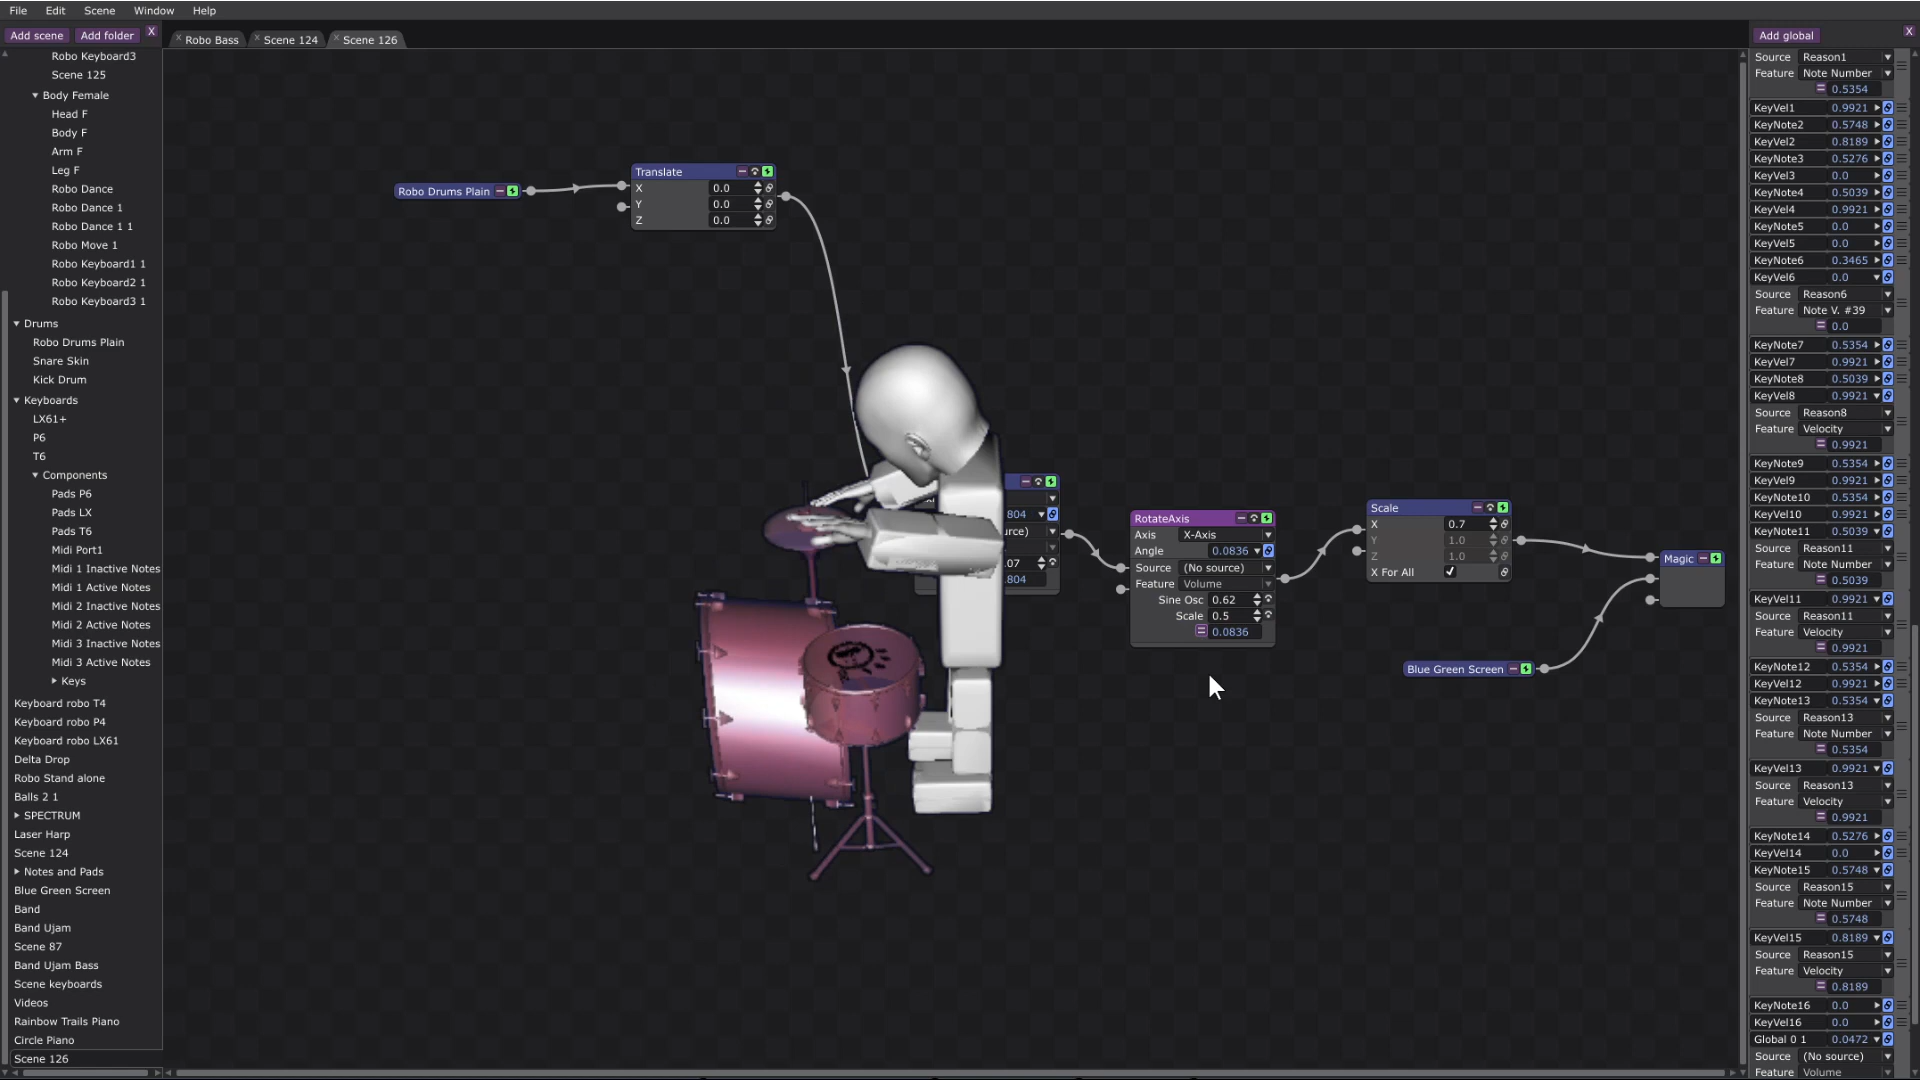 File Edit Scene Window Help
Add scene Add folder X
x Robo Bass x Scene 124 x Scene 126
Add global X
Robo Keyboard3
Scene 125
Body Female
Head F
Body F
Arm F
Leg F
Robo Dance
Robo Dance 1
Robo Dance 1 1
Robo Move 1
Robo Keyboard1 1
Robo Keyboard2 1
Robo Keyboard3 1
Drums
Robo Drums Plain
Snare Skin
Kick Drum
Keyboards
LX61+
P6
T6
Components
Pads P6
Pads LX
Pads T6
Midi Port1
Midi 1 Inactive Notes
Midi 1 Active Notes
Midi 2 Inactive Notes
Midi 2 Active Notes
Midi 3 Inactive Notes
Midi 3 Active Notes
Keys
Keyboard robo T4
Keyboard robo P4
Keyboard robo LX61
Delta Drop
Robo Stand alone
Balls 2 1
SPECTRUM
Laser Harp
Scene 124
Notes and Pads
Blue Green Screen
Band
Band Ujam
Scene 87
Band Ujam Bass
Scene keyboards
Videos
Rainbow Trails Piano
Circle Piano
Scene 126
Robo Drums Plain
Translate
X 0.0
Y 0.0
Z 0.0
804
urce)
.07
804
RotateAxis
Axis X-Axis
Angle 0.0836
Source (No source)
Feature Volume
Sine Osc 0.62
Scale 0.5
= 0.0836
Scale
X 0.7
Y 1.0
Z 1.0
X For All
Magic
Blue Green Screen
Source Reason1
Feature Note Number
= 0.5354
KeyVel1 0.9921
KeyNote2 0.5748
KeyVel2 0.8189
KeyNote3 0.5276
KeyVel3 0.0
KeyNote4 0.5039
KeyVel4 0.9921
KeyNote5 0.0
KeyVel5 0.0
KeyNote6 0.3465
KeyVel6 0.0
Source Reason6
Feature Note V. #39
= 0.0
KeyNote7 0.5354
KeyVel7 0.9921
KeyNote8 0.5039
KeyVel8 0.9921
Source Reason8
Feature Velocity
= 0.9921
KeyNote9 0.5354
KeyVel9 0.9921
KeyNote10 0.5354
KeyVel10 0.9921
KeyNote11 0.5039
Source Reason11
Feature Note Number
= 0.5039
KeyVel11 0.9921
Source Reason11
Feature Velocity
= 0.9921
KeyNote12 0.5354
KeyVel12 0.9921
KeyNote13 0.5354
Source Reason13
Feature Note Number
= 0.5354
KeyVel13 0.9921
Source Reason13
Feature Velocity
= 0.9921
KeyNote14 0.5276
KeyVel14 0.0
KeyNote15 0.5748
Source Reason15
Feature Note Number
= 0.5748
KeyVel15 0.8189
Source Reason15
Feature Velocity
= 0.8189
KeyNote16 0.0
KeyVel16 0.0
Global 0 1 0.0472
Source (No source)
Feature Volume